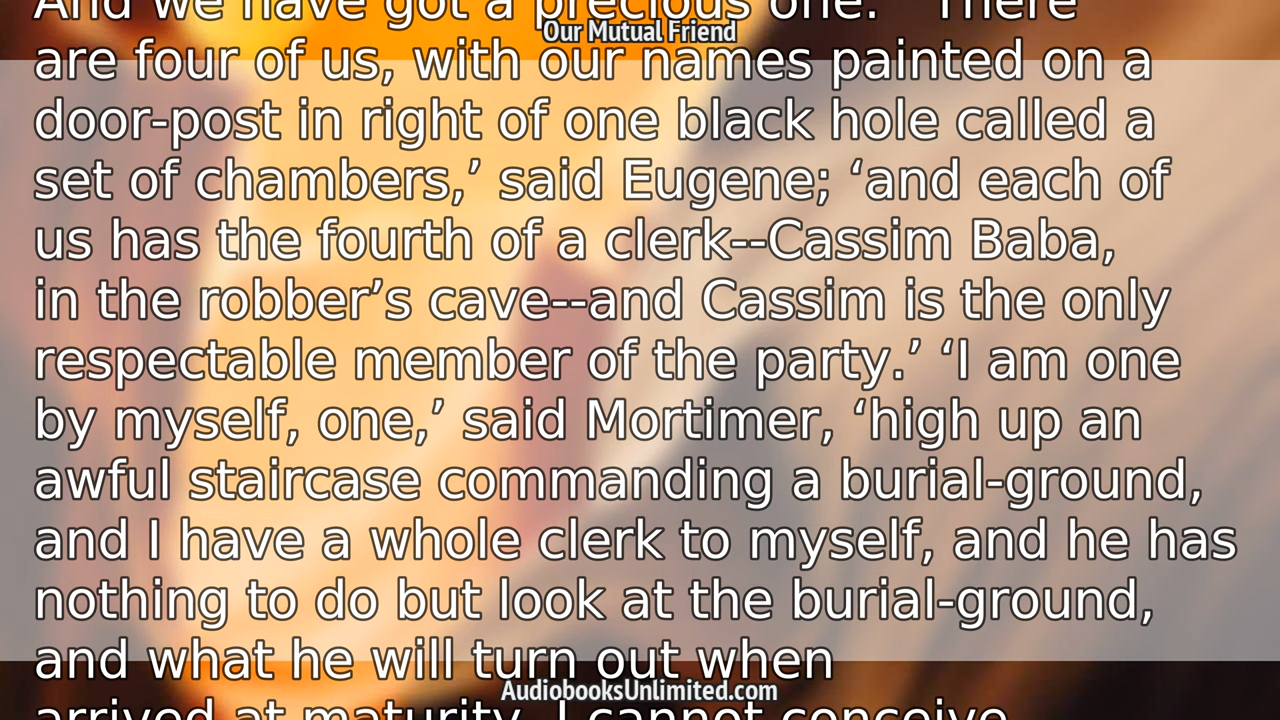 And we have got a precious one.’ ‘There
Our Mutual Friend
are four of us, with our names painted on a
door-post in right of one black hole called a
set of chambers,’ said Eugene; ‘and each of
us has the fourth of a clerk--Cassim Baba,
in the robber’s cave--and Cassim is the only
respectable member of the party.’ ‘I am one
by myself, one,’ said Mortimer, ‘high up an
awful staircase commanding a burial-ground,
and I have a whole clerk to myself, and he has
nothing to do but look at the burial-ground,
and what he will turn out when
AudiobooksUnlimited.com
arrived at maturity, I cannot conceive.